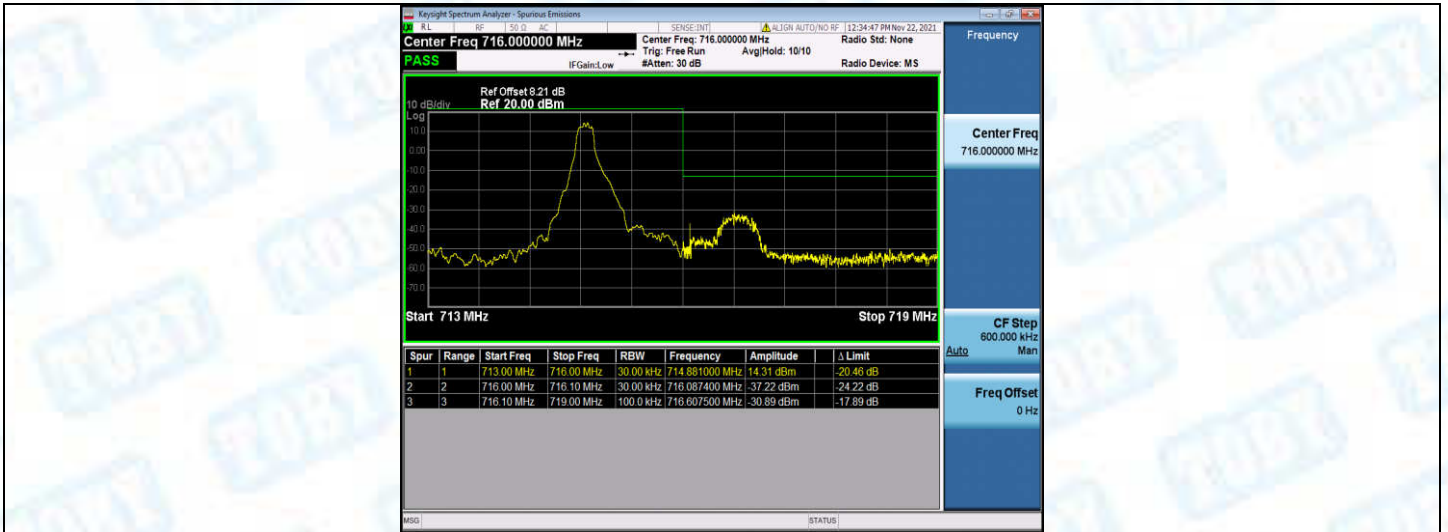 Keysight Spectrum Analyzer - Spurious Emissions
RL RF 50 Ω AC SENSE:INT ALIGN AUTO/NO RF 12:34:47 PM Nov 22, 2021
Center Freq 716.000000 MHz Center Freq: 716.000000 MHz Radio Std: None
Trig: Free Run Avg|Hold: 10/10
PASS IFGain:Low #Atten: 30 dB Radio Device: MS
Frequency
Ref Offset 8.21 dB
10 dB/div Ref 20.00 dBm
Log
10.0
0.00
-10.0
-20.0
-30.0
-40.0
-50.0
-60.0
-70.0
Start 713 MHz Stop 719 MHz
Center Freq
716.000000 MHz
CF Step
600.000 kHz
Auto Man
Freq Offset
0 Hz
Spur Range Start Freq Stop Freq RBW Frequency Amplitude Δ Limit
1 1 713.00 MHz 716.00 MHz 30.00 kHz 714.881000 MHz 14.31 dBm -20.46 dB
2 2 716.00 MHz 716.10 MHz 30.00 kHz 716.087400 MHz -37.22 dBm -24.22 dB
3 3 716.10 MHz 719.00 MHz 100.0 kHz 716.607500 MHz -30.89 dBm -17.89 dB
MSG STATUS